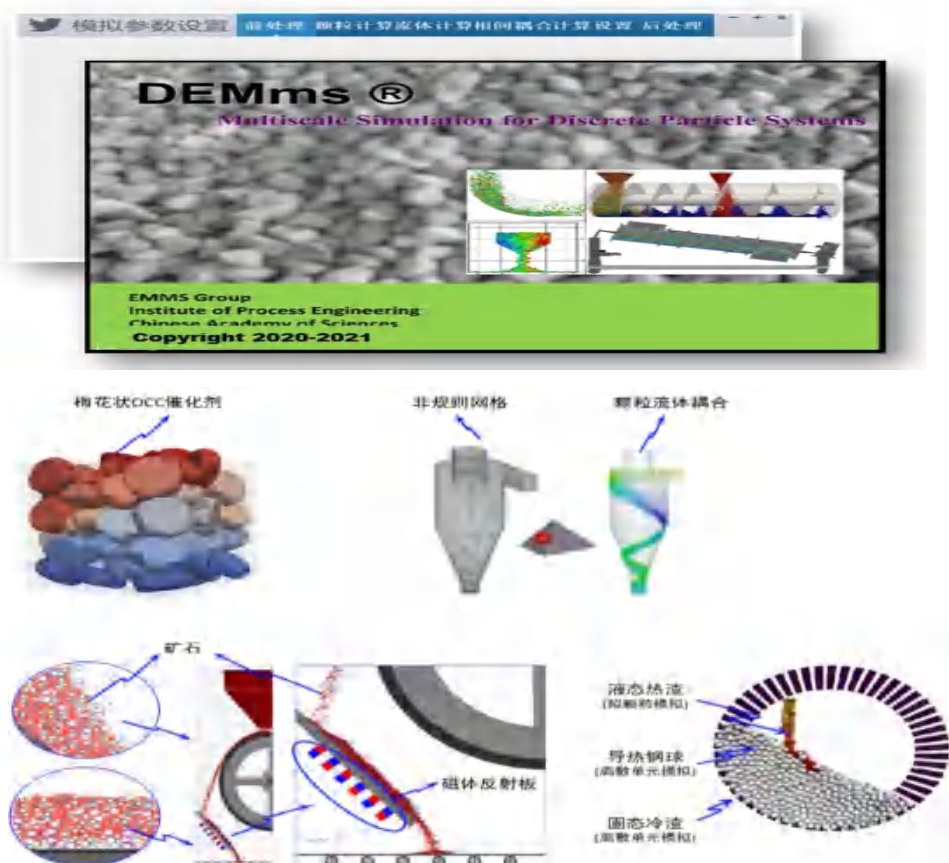 模拟参数设置 前处理 颗粒计算流体计算相间耦合计算设置 后处理
DEMms ®
Multiscale Simulation for Discrete Particle Systems
EMMS Group
Institute of Process Engineering
Chinese Academy of Sciences
Copyright 2020-2021
梅花状OCC催化剂
非规则网格
颗粒流体耦合
矿石
磁体反射板
液态热渣
(拟颗粒模拟)
导热钢球
(离散单元模拟)
固态冷渣
(离散单元模拟)